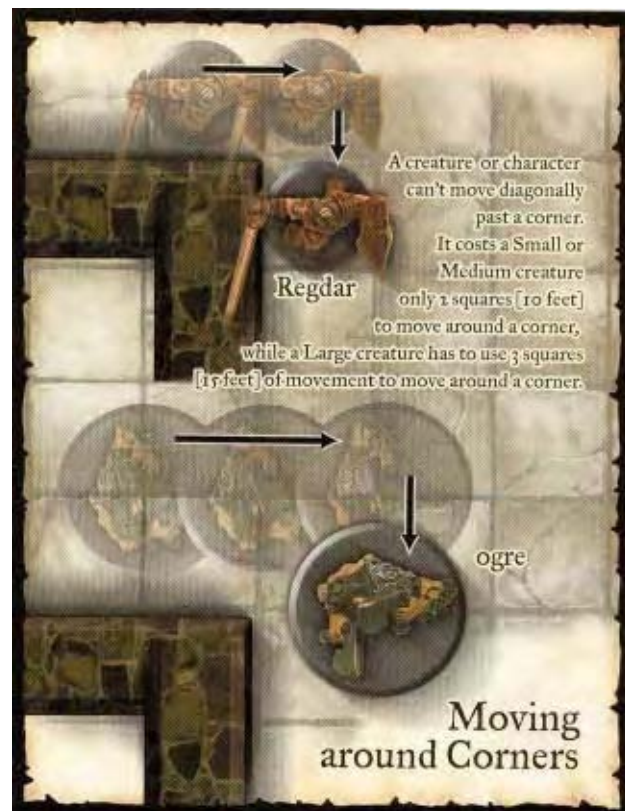 A creature or character
can't move diagonally
past a corner.
It costs a Small or
Medium creature
only 2 squares [10 feet]
to move around a corner,
while a Large creature has to use 3 squares
[15 feet] of movement to move around a corner.
Regdar
ogre
Moving
around Corners